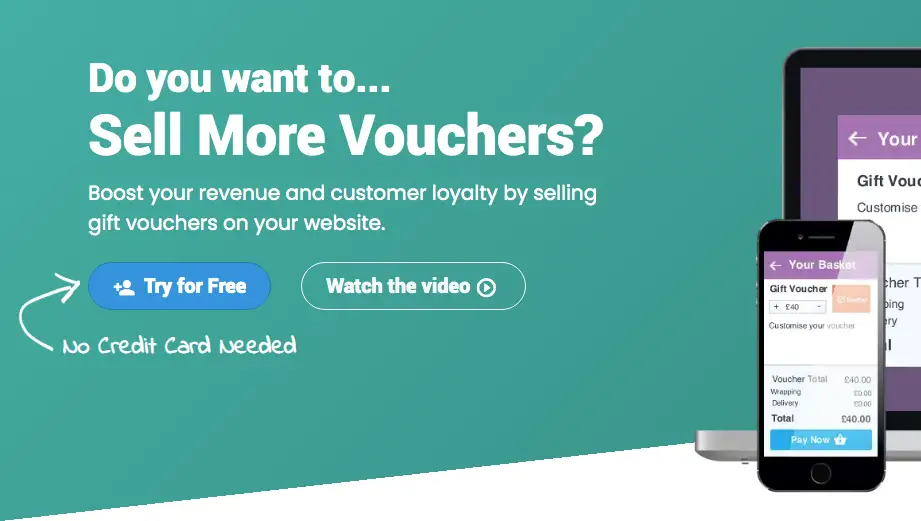 Do you want to...
Sell More Vouchers?
Boost your revenue and customer loyalty by selling
gift vouchers on your website.
Try for Free
Watch the video
No Credit Card Needed
Your
Gift Vouc
Customise
cher T
ping
ery
al
Your Basket
Gift Voucher
+ £40 -
Customise your voucher
Voucher Total £40.00
Wrapping £0.00
Delivery £0.00
Total £40.00
Pay Now